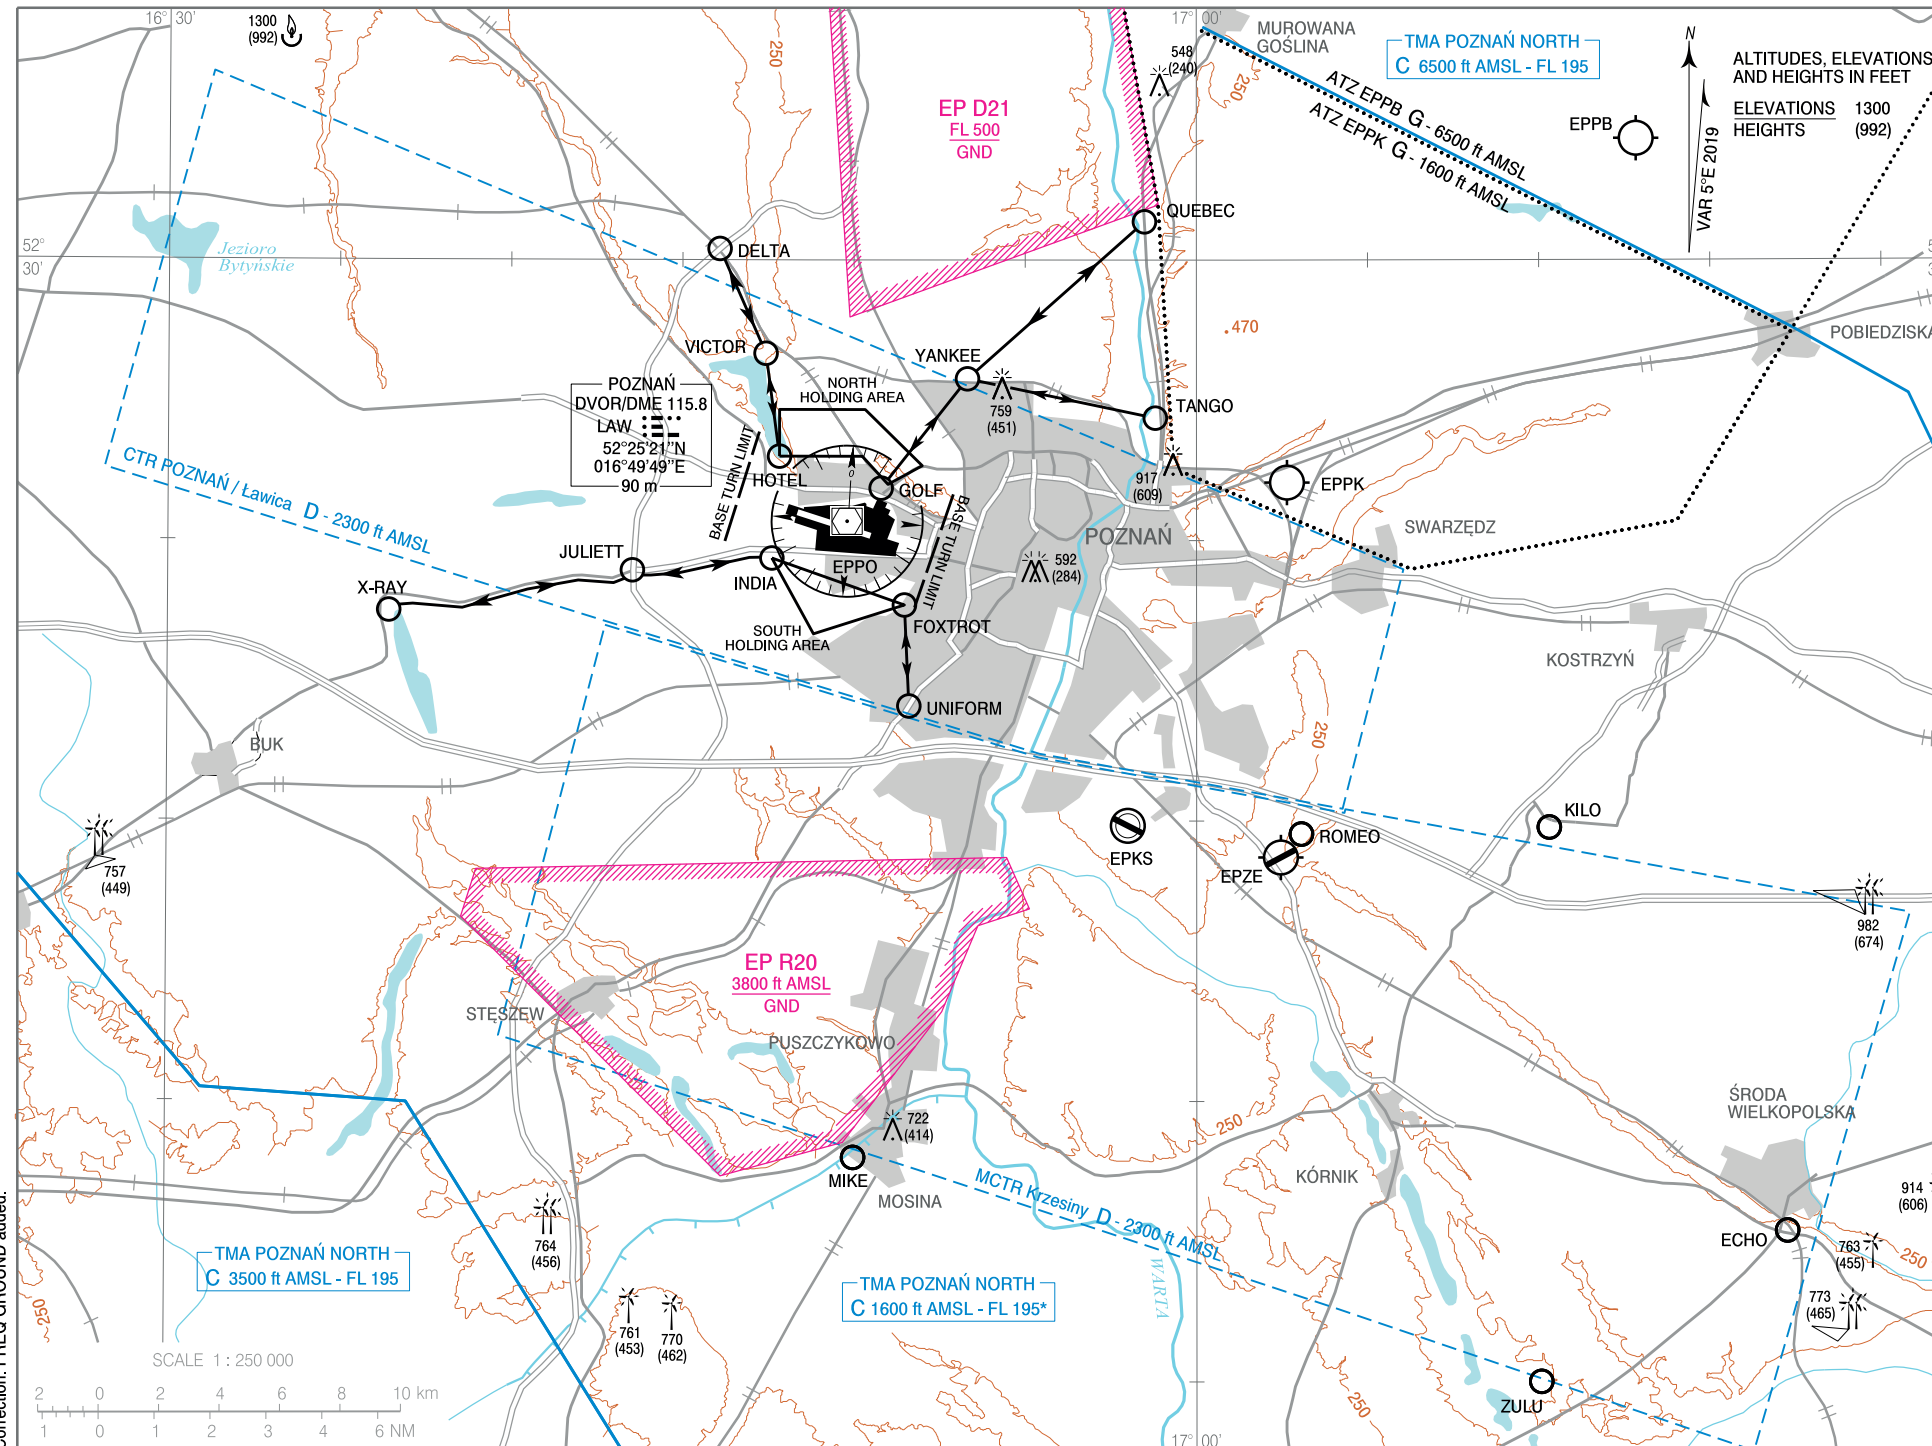 16° 30'
1300
(992)
250
17° 00'
548
(240)
MUROWANA
GOŚLINA
250
TMA POZNAŃ NORTH
C 6500 ft AMSL - FL 195
N
VAR 5°E 2019
ALTITUDES, ELEVATIONS
AND HEIGHTS IN FEET
ELEVATIONS 1300
HEIGHTS (992)
EPPB
ATZ EPPB G - 6500 ft AMSL
ATZ EPPK G - 1600 ft AMSL
EP D21
FL 500
GND
QUEBEC
52°
30'
Jezioro
Bytyńskie
DELTA
470
POBIEDZISKA
VICTOR
YANKEE
NORTH
HOLDING AREA
759
(451)
TANGO
POZNAŃ
DVOR/DME 115.8
LAW
52°25'21''N
016°49'49''E
90 m
BASE TURN LIMIT
HOTEL
0
GOLF
BASE TURN LIMIT
917
(609)
EPPK
SWARZĘDZ
CTR POZNAŃ / Ławica D - 2300 ft AMSL
POZNAŃ
JULIETT
INDIA
EPPO
592
(284)
X-RAY
FOXTROT
SOUTH
HOLDING AREA
KOSTRZYŃ
UNIFORM
250
BUK
KILO
EPKS
ROMEO
EPZE
757
(449)
982
(674)
EP R20
3800 ft AMSL
GND
STĘSZEW
PUSZCZYKOWO
722
(414)
250
ŚRODA
WIELKOPOLSKA
MIKE
MOSINA
KÓRNIK
914
(606)
MCTR Krzesiny D - 2300 ft AMSL
764
(456)
TMA POZNAŃ NORTH
C 3500 ft AMSL - FL 195
TMA POZNAŃ NORTH
C 1600 ft AMSL - FL 195*
WARTA
ECHO
763
(455)
250
773
(465)
761
(453)
770
(462)
250
SCALE 1 : 250 000
2 0 2 4 6 8 10 km
1 0 1 2 3 4 6 NM
250
ZULU
17° 00'
Correction: FREQ GROUND added.